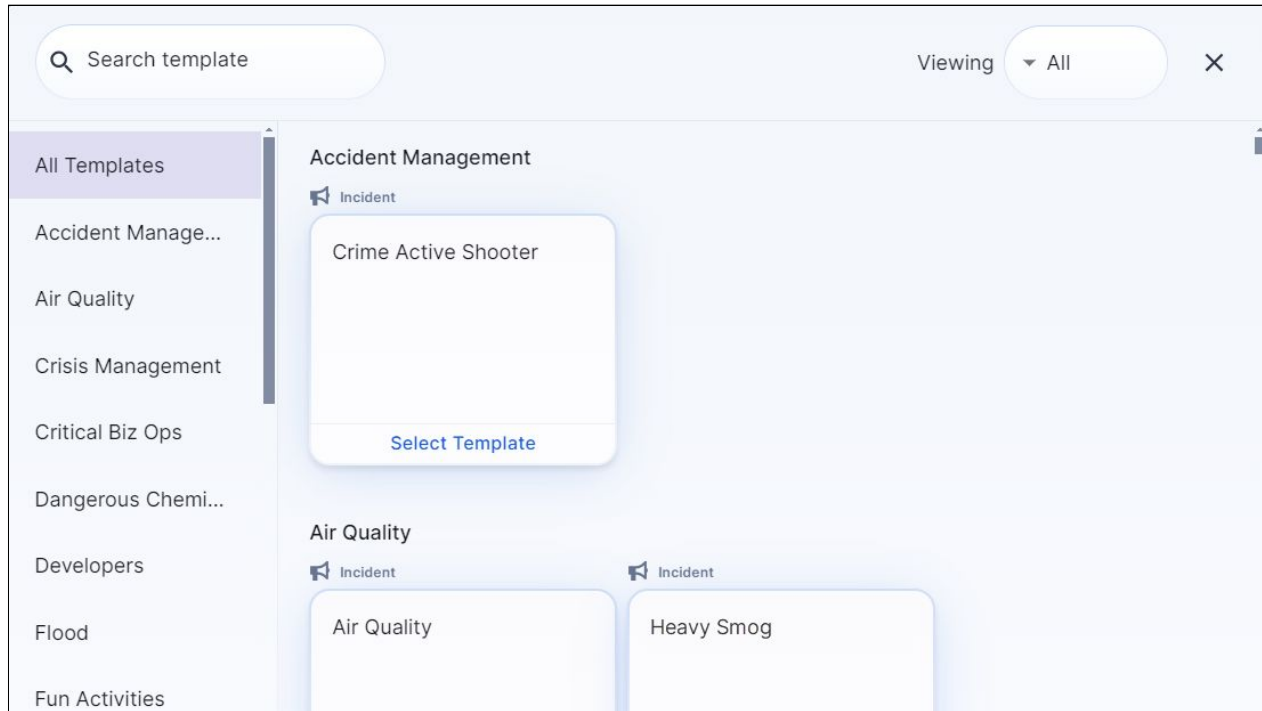 Search template
Viewing
All
All Templates
Accident Manage...
Air Quality
Crisis Management
Critical Biz Ops
Dangerous Chemi...
Developers
Flood
Fun Activities
Accident Management
Incident
Crime Active Shooter
Select Template
Air Quality
Incident
Incident
Air Quality
Heavy Smog